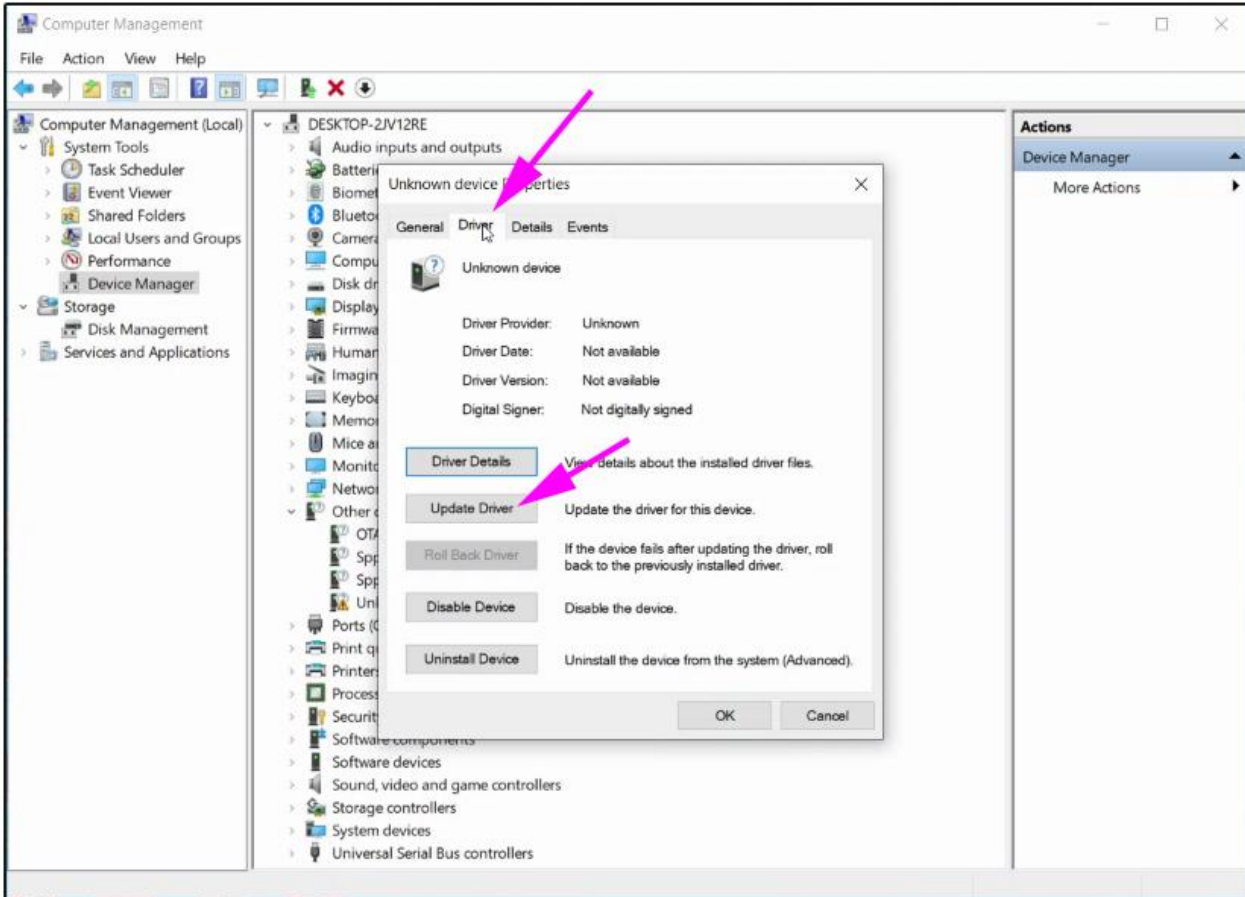 Computer Management
File Action View Help
Computer Management (Local)
System Tools
Task Scheduler
Event Viewer
Shared Folders
Local Users and Groups
Performance
Device Manager
Storage
Disk Management
Services and Applications
DESKTOP-2JV12RE
Audio inputs and outputs
Batteri
Biomet
Blueto
Camera
Compu
Disk dr
Display
Firmwa
Human
Imagin
Keyboa
Memor
Mice a
Monito
Networ
Other d
OTA
Spp
Spp
Unk
Ports (C
Print q
Printers
Process
Securit
Software components
Software devices
Sound, video and game controllers
Storage controllers
System devices
Universal Serial Bus controllers
Unknown device Properties
General Driver Details Events
Unknown device
Driver Provider: Unknown
Driver Date: Not available
Driver Version: Not available
Digital Signer: Not digitally signed
Driver Details View details about the installed driver files.
Update Driver Update the driver for this device.
Roll Back Driver If the device fails after updating the driver, roll
back to the previously installed driver.
Disable Device Disable the device.
Uninstall Device Uninstall the device from the system (Advanced).
OK Cancel
Actions
Device Manager
More Actions